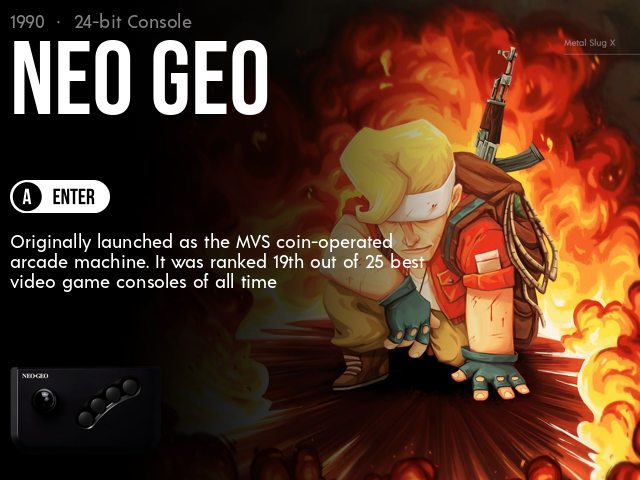 1990 · 24-bit Console
NEO GEO
Metal Slug X
A ENTER
Originally launched as the MVS coin-operated
arcade machine. It was ranked 19th out of 25 best
video game consoles of all time
NEO·GEO